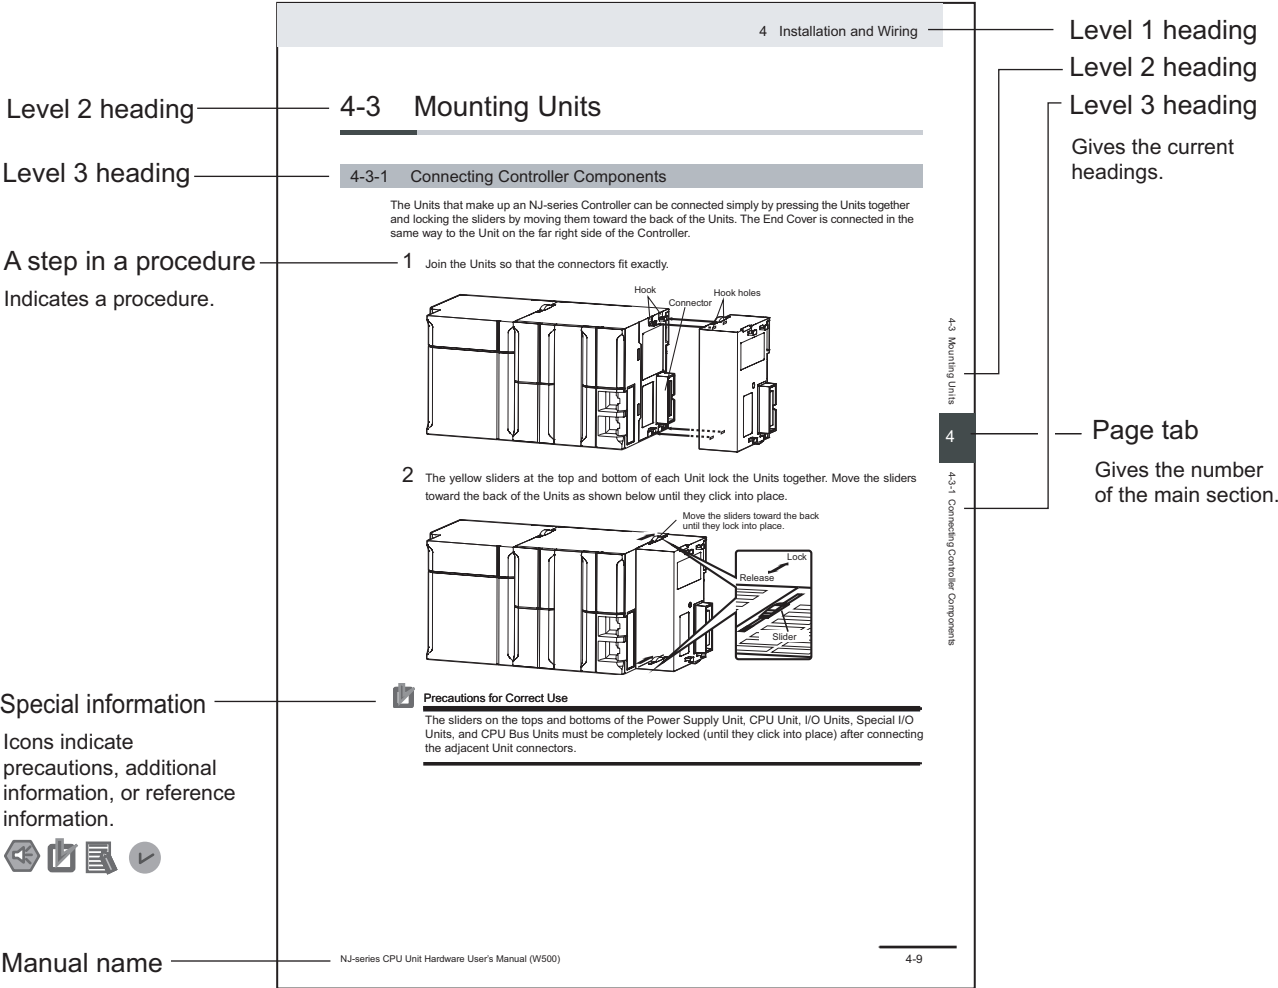 4 Installation and Wiring
Level 1 heading
Level 2 heading
Level 3 heading
Gives the current
headings.
Level 2 heading
4-3 Mounting Units
Level 3 heading
4-3-1 Connecting Controller Components
The Units that make up an NJ-series Controller can be connected simply by pressing the Units together
and locking the sliders by moving them toward the back of the Units. The End Cover is connected in the
same way to the Unit on the far right side of the Controller.
A step in a procedure
Indicates a procedure.
1 Join the Units so that the connectors fit exactly.
Hook
Connector
Hook holes
4-3 Mounting Units
4
Page tab
Gives the number
of the main section.
4-3-1 Connecting Controller Components
2 The yellow sliders at the top and bottom of each Unit lock the Units together. Move the sliders
toward the back of the Units as shown below until they click into place.
Move the sliders toward the back
until they lock into place.
Lock
Release
Slider
Special information
Icons indicate
precautions, additional
information, or reference
information.
Precautions for Correct Use
The sliders on the tops and bottoms of the Power Supply Unit, CPU Unit, I/O Units, Special I/O
Units, and CPU Bus Units must be completely locked (until they click into place) after connecting
the adjacent Unit connectors.
Manual name
NJ-series CPU Unit Hardware User's Manual (W500)
4-9